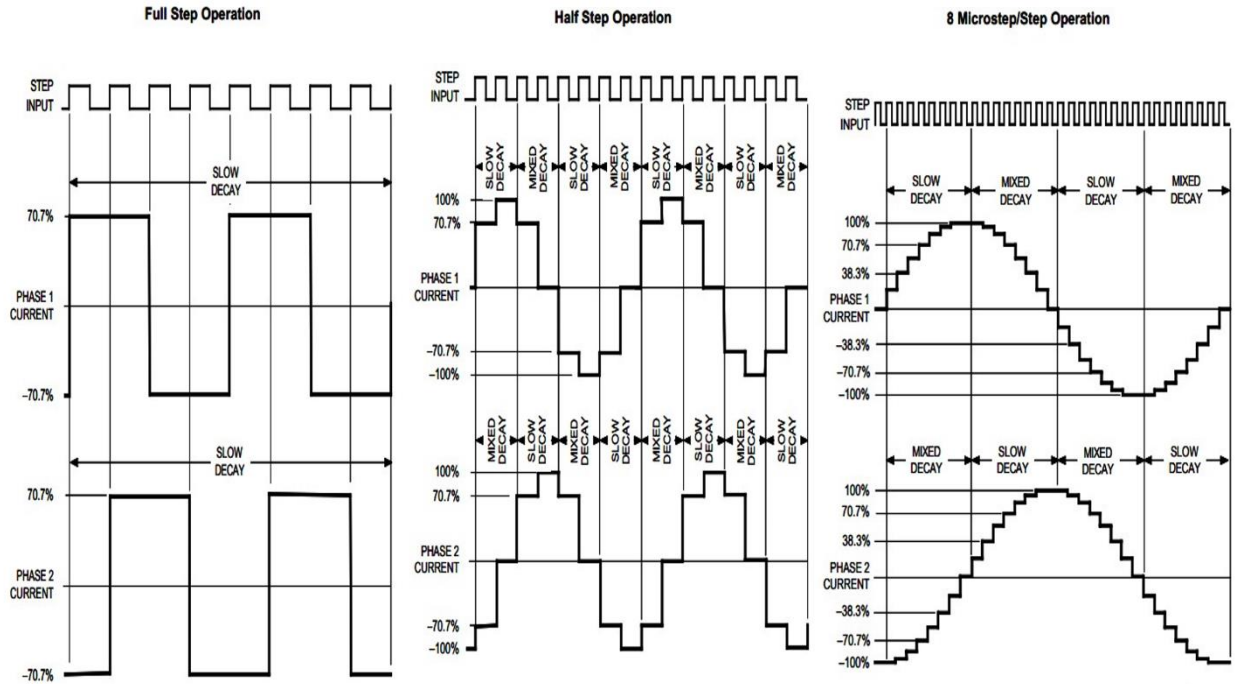 Full Step Operation
STEP
INPUT
SLOW
DECAY
70.7%
PHASE 1
CURRENT
–70.7%
SLOW
DECAY
70.7%
PHASE 2
CURRENT
–70.7%
Half Step Operation
STEP
INPUT
SLOW
DECAY
MIXED
DECAY
SLOW
DECAY
MIXED
DECAY
SLOW
DECAY
MIXED
DECAY
SLOW
DECAY
MIXED
DECAY
100%
70.7%
PHASE 1
CURRENT
–70.7%
–100%
MIXED
DECAY
SLOW
DECAY
MIXED
DECAY
SLOW
DECAY
MIXED
DECAY
SLOW
DECAY
MIXED
DECAY
SLOW
DECAY
100%
70.7%
PHASE 2
CURRENT
–70.7%
–100%
8 Microstep/Step Operation
STEP
INPUT
SLOW
DECAY
MIXED
DECAY
SLOW
DECAY
MIXED
DECAY
100%
70.7%
38.3%
PHASE 1
CURRENT
–38.3%
–70.7%
–100%
MIXED
DECAY
SLOW
DECAY
MIXED
DECAY
SLOW
DECAY
100%
70.7%
38.3%
PHASE 2
CURRENT
–38.3%
–70.7%
–100%